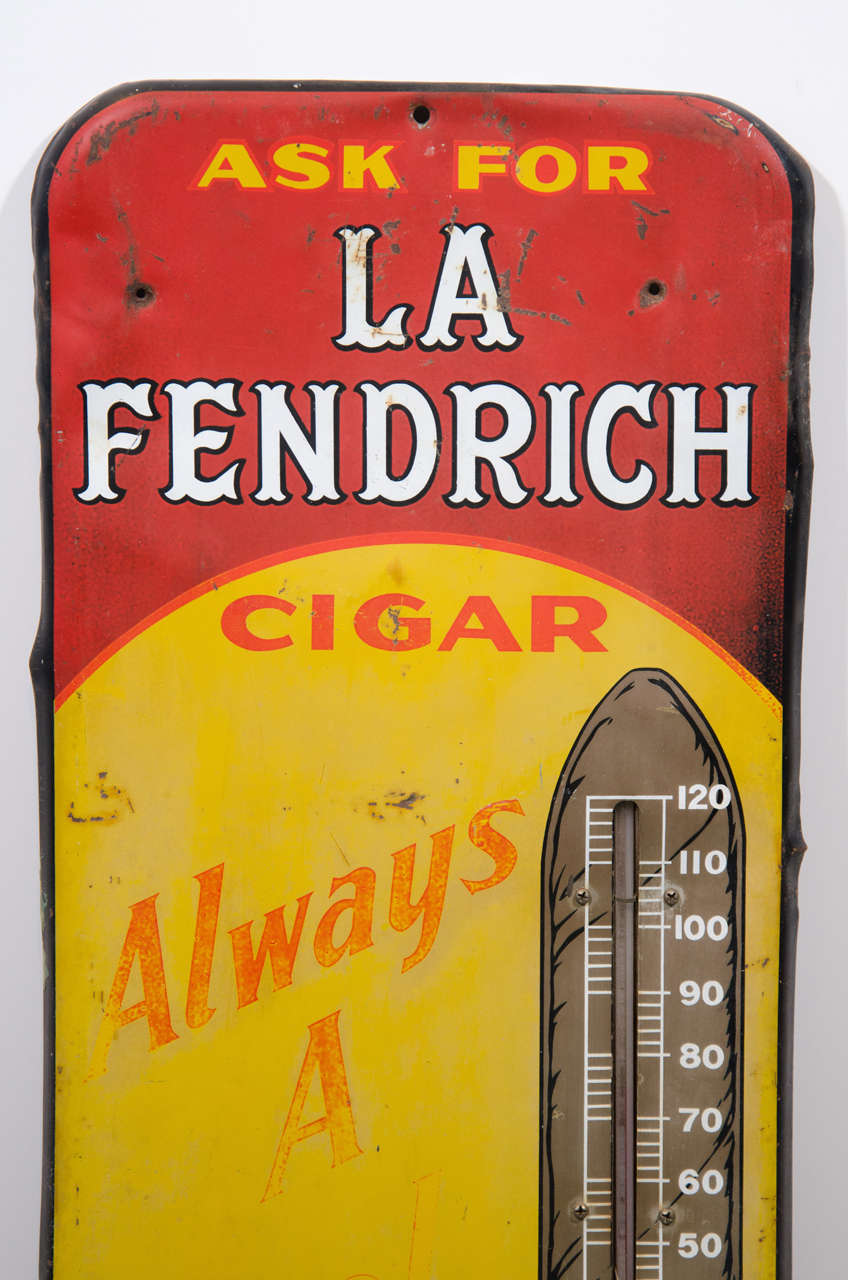 ASK FOR
LA
FENDRICH
CIGAR
Always
A
120
110
100
90
80
70
60
50